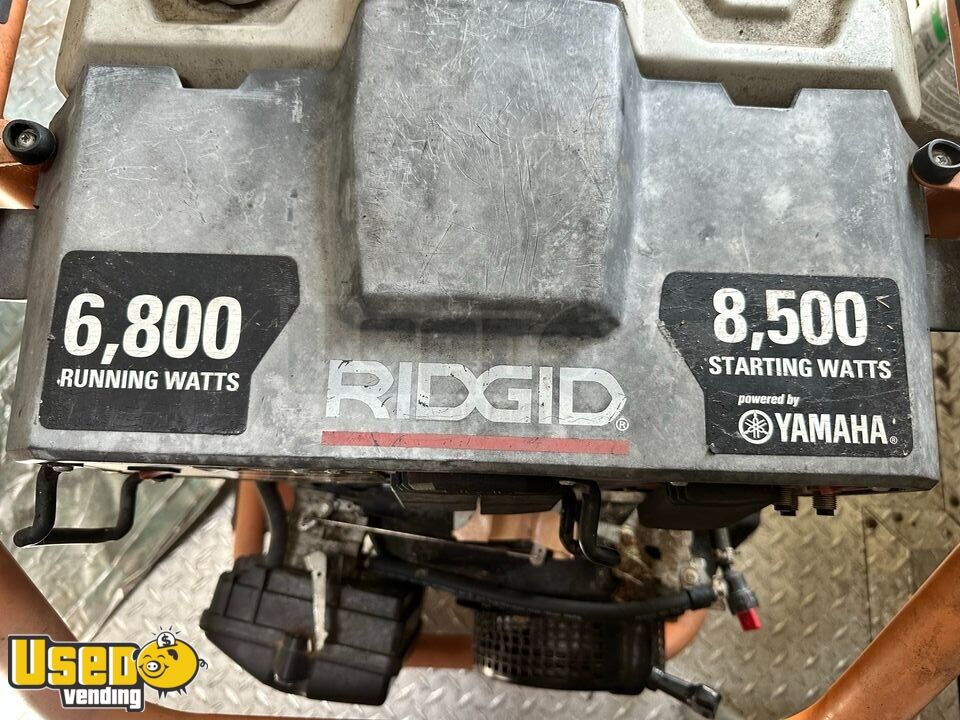 6,800
RUNNING WATTS
RIDGID®
8,500
STARTING WATTS
powered by
YAMAHA®
USED
vending